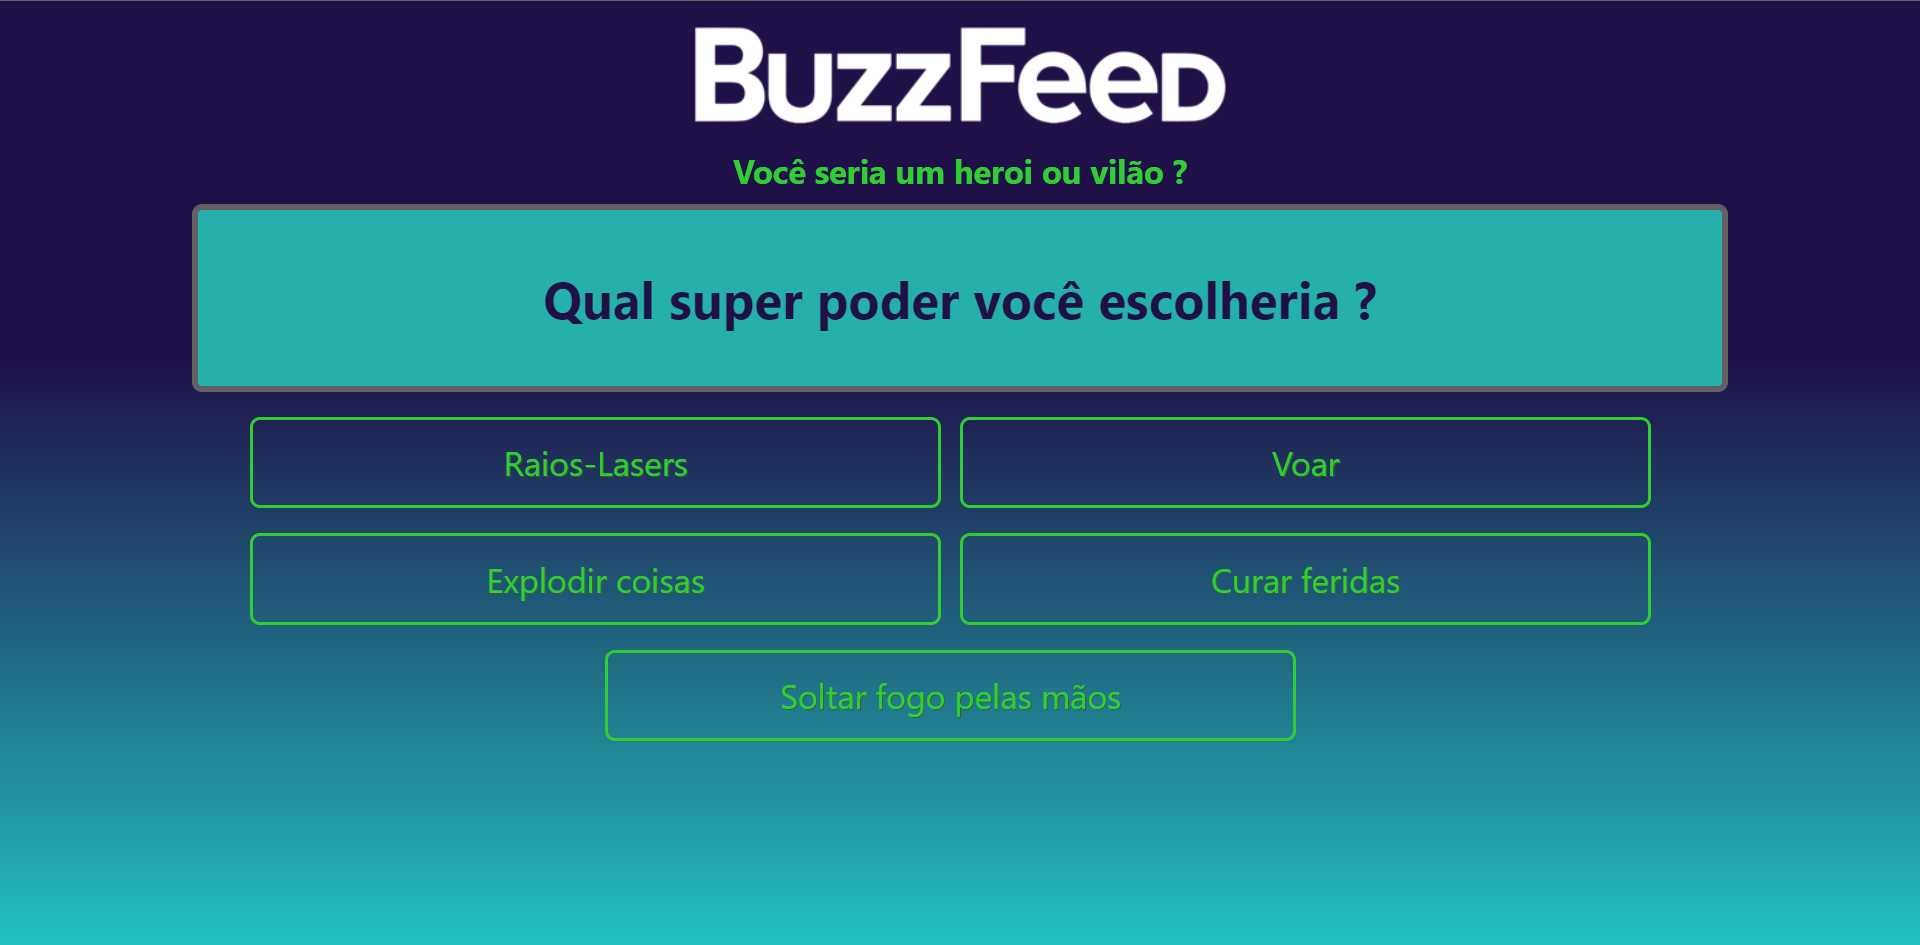 BuzzFeed
Você seria um heroi ou vilão ?
Qual super poder você escolheria ?
Raios-Lasers
Voar
Explodir coisas
Curar feridas
Soltar fogo pelas mãos